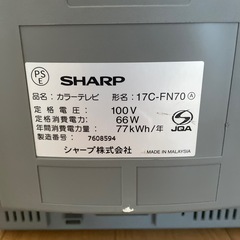 PS
E
SHARP
品名：カラーテレビ 形名：17C-FN70 Ⓐ
定格電圧：100V
定格消費電力：66W
年間消費電力量：77kWh/年
製造番号：7608594
JQA
シャープ株式会社
MADE IN MALAYSIA